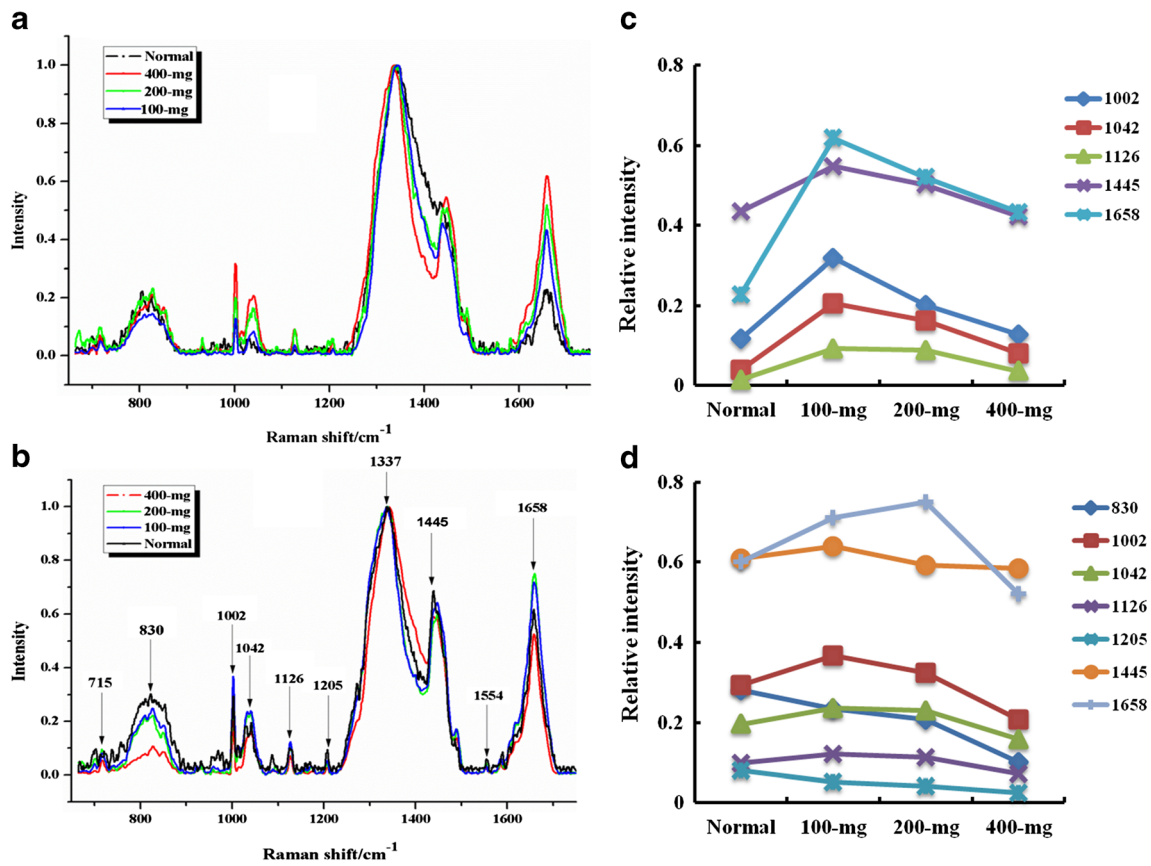 a
Normal
400-mg
200-mg
100-mg
1.0
0.8
0.6
0.4
0.2
0.0
Intensity
800
1000
1200
1400
1600
Raman shift/cm-1
c
0.8
0.6
0.4
0.2
0
Relative intensity
Normal
100-mg
200-mg
400-mg
1002
1042
1126
1445
1658
b
400-mg
200-mg
100-mg
Normal
1337
1445
1658
1002
830
1042
715
1126
1205
1554
1.0
0.8
0.6
0.4
0.2
0.0
Intensity
800
1000
1200
1400
1600
Raman shift/cm-1
d
0.8
0.6
0.4
0.2
0
Relative intensity
Normal
100-mg
200-mg
400-mg
830
1002
1042
1126
1205
1445
1658